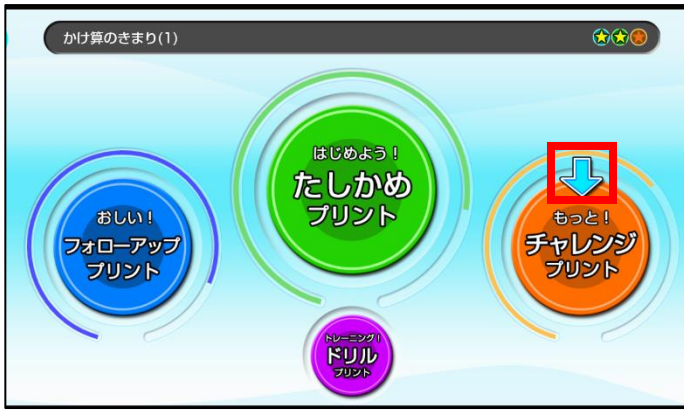 かけ算のきまり(1)
はじめよう！
たしかめ
プリント
おしい！
フォローアップ
プリント
もっと！
チャレンジ
プリント
トレーニング！
ドリル
プリント